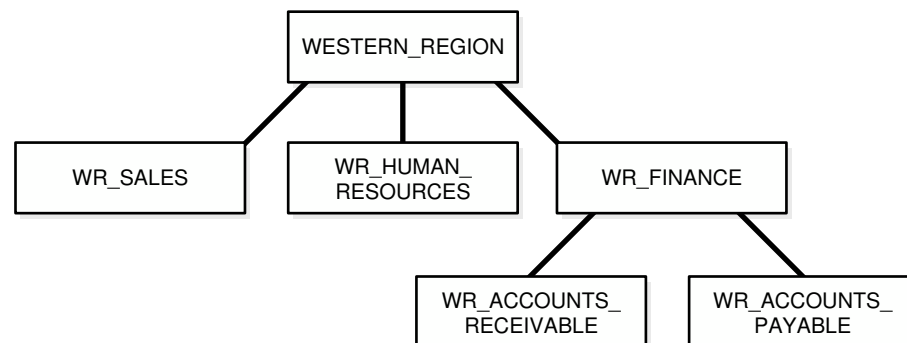 WESTERN_REGION
WR_SALES
WR_HUMAN_
RESOURCES
WR_FINANCE
WR_ACCOUNTS_
RECEIVABLE
WR_ACCOUNTS_
PAYABLE